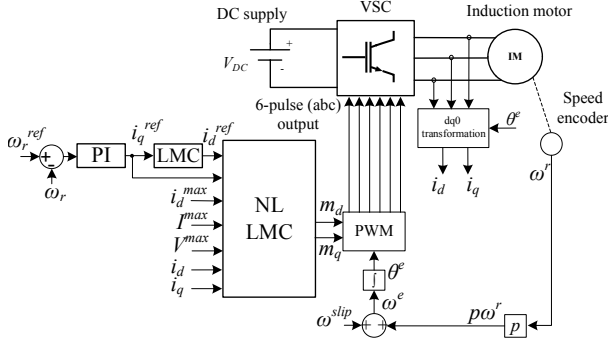 DC supply
VSC
Induction motor
V_DC
+
-
IM
6-pulse (abc)
output
dq0
transformation
θ^e
Speed
encoder
i_d
i_q
ω^r
ω_r^ref
+
-
ω_r
PI
i_q^ref
LMC
i_d^ref
i_d^max
I^max
V^max
i_d
i_q
NL
LMC
m_d
m_q
PWM
∫
θ^e
ω^e
ω^slip
+
+
pω^r
p